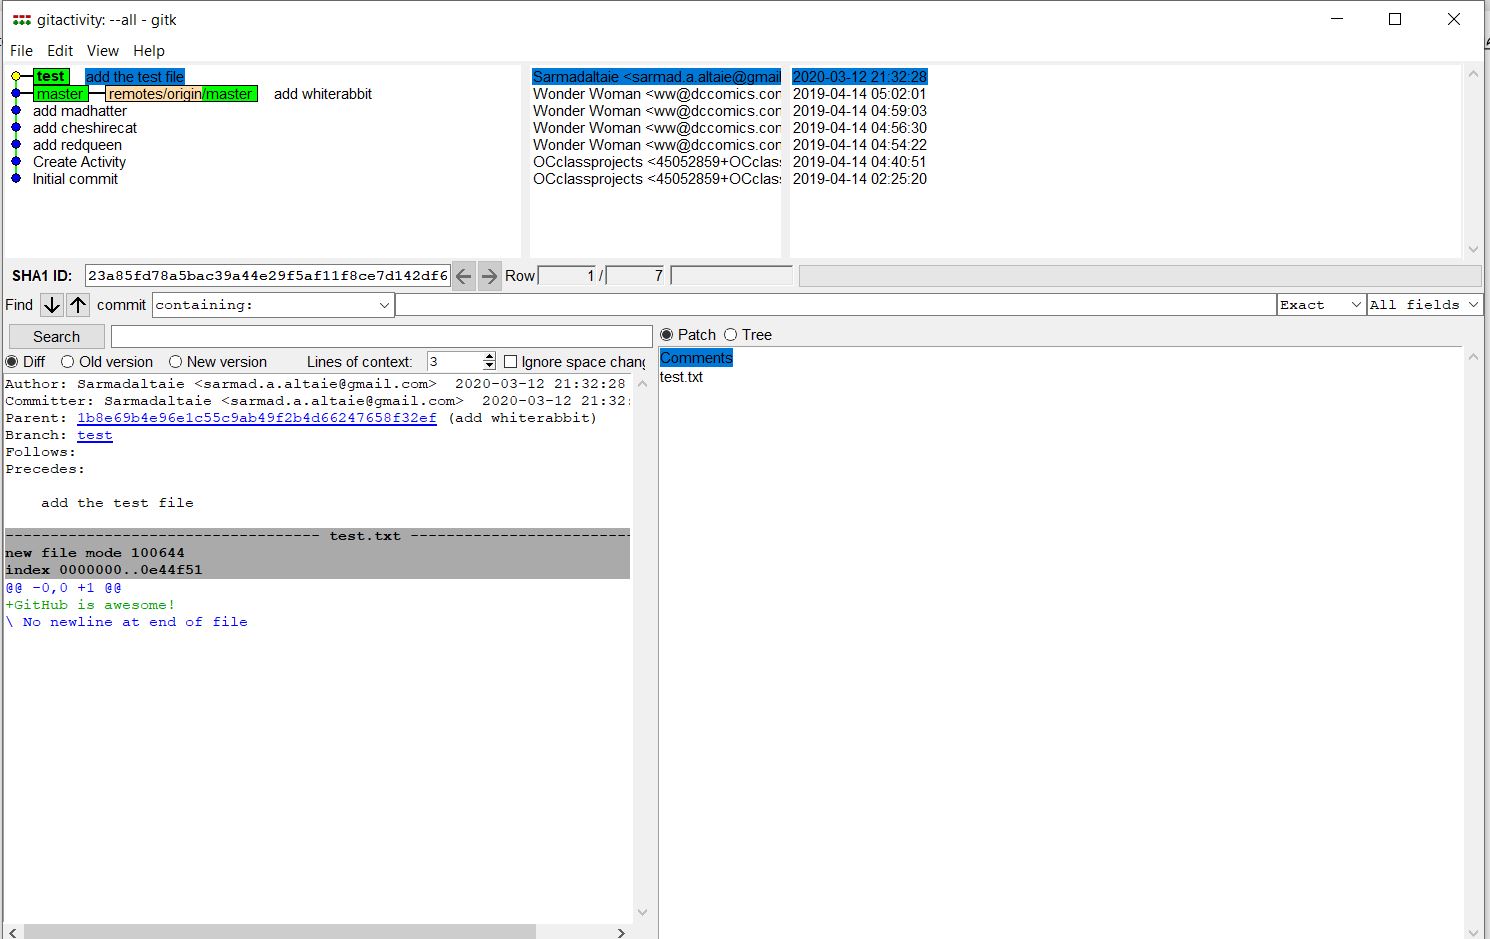 gitactivity: --all - gitk
File Edit View Help
test add the test file Sarmadaltaie <sarmad.a.altaie@gmail 2020-03-12 21:32:28
master remotes/origin/master add whiterabbit Wonder Woman <ww@dccomics.com 2019-04-14 05:02:01
add madhatter Wonder Woman <ww@dccomics.com 2019-04-14 04:59:03
add cheshirecat Wonder Woman <ww@dccomics.com 2019-04-14 04:56:30
add redqueen Wonder Woman <ww@dccomics.com 2019-04-14 04:54:22
Create Activity OCclassprojects <45052859+OCclass 2019-04-14 04:40:51
Initial commit OCclassprojects <45052859+OCclass 2019-04-14 02:25:20
SHA1 ID: 23a85fd78a5bac39a44e29f5af11f8ce7d142df6 Row 1 / 7
Find commit containing: Exact All fields
Search Patch Tree
Diff Old version New version Lines of context: 3 Ignore space chang
Comments
test.txt
Author: Sarmadaltaie <sarmad.a.altaie@gmail.com> 2020-03-12 21:32:28
Committer: Sarmadaltaie <sarmad.a.altaie@gmail.com> 2020-03-12 21:32:
Parent: 1b8e69b4e96e1c55c9ab49f2b4d66247658f32ef (add whiterabbit)
Branch: test
Follows:
Precedes:
add the test file
----------------------------------- test.txt ------------------------
new file mode 100644
index 0000000..0e44f51
@@ -0,0 +1 @@
+GitHub is awesome!
\ No newline at end of file